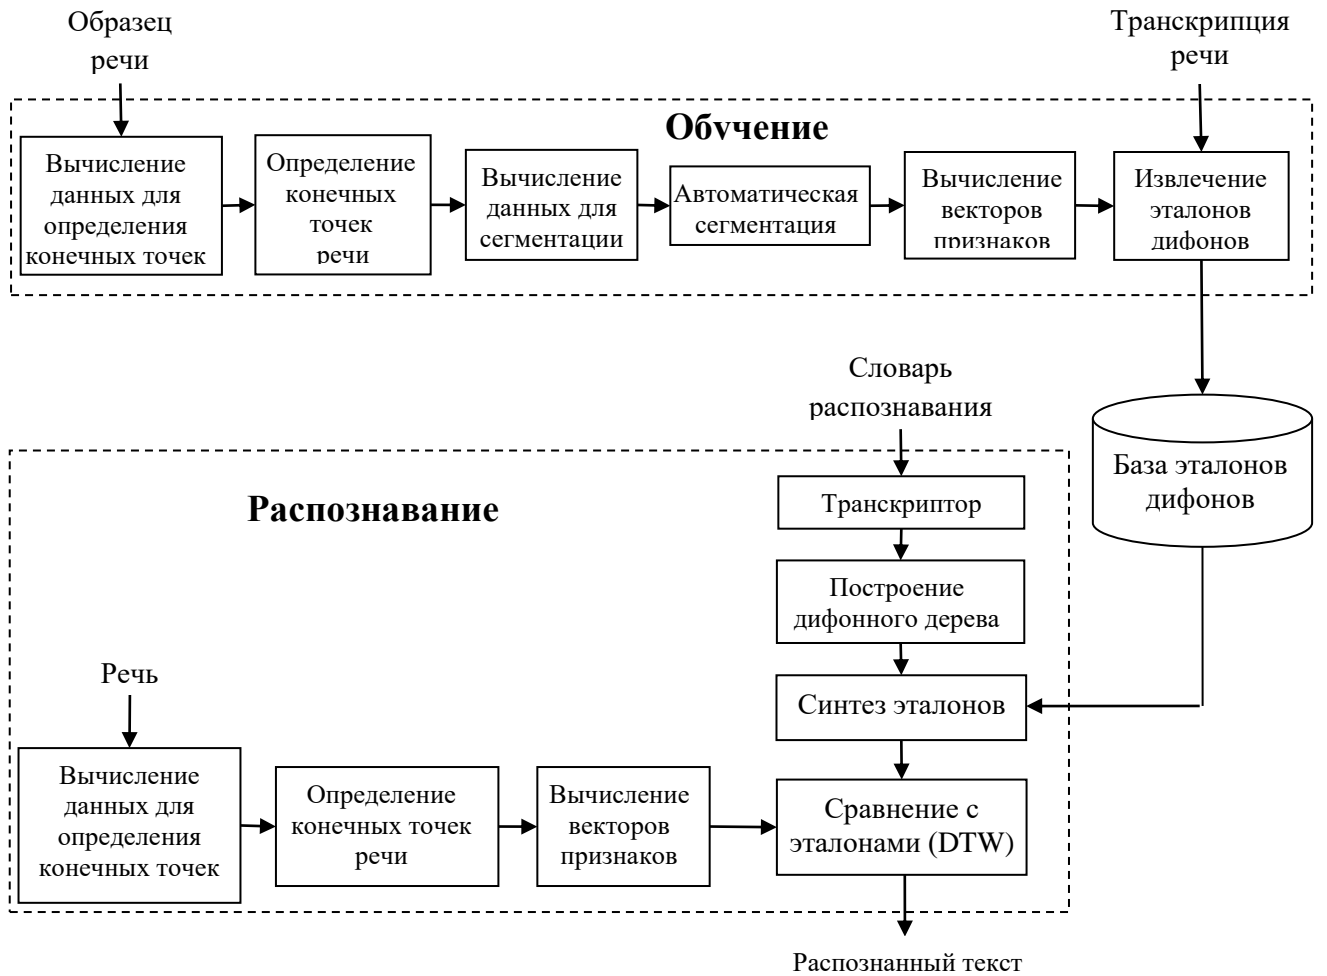 Образец
речи
Транскрипция
речи
Обучение
Вычисление
данных для
определения
конечных точек
Определение
конечных
точек
речи
Вычисление
данных для
сегментации
Автоматическая
сегментация
Вычисление
векторов
признаков
Извлечение
эталонов
дифонов
Словарь
распознавания
База эталонов
дифонов
Распознавание
Транскриптор
Построение
дифонного дерева
Синтез эталонов
Речь
Вычисление
данных для
определения
конечных точек
Определение
конечных точек
речи
Вычисление
векторов
признаков
Сравнение с
эталонами (DTW)
Распознанный текст